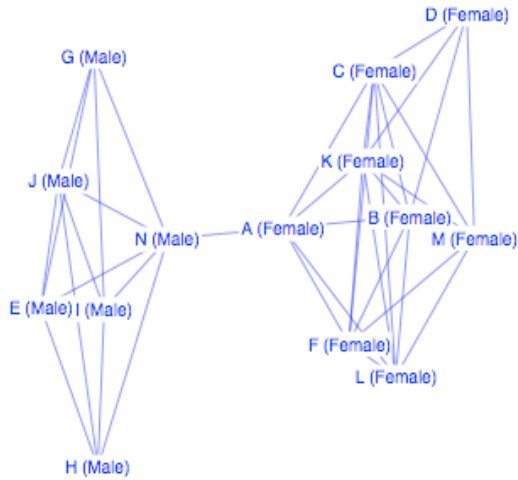 D (Female)
G (Male)
C (Female)
K (Female)
J (Male)
B (Female)
A (Female)
N (Male)
M (Female)
E (Male)
I (Male)
F (Female)
L (Female)
H (Male)